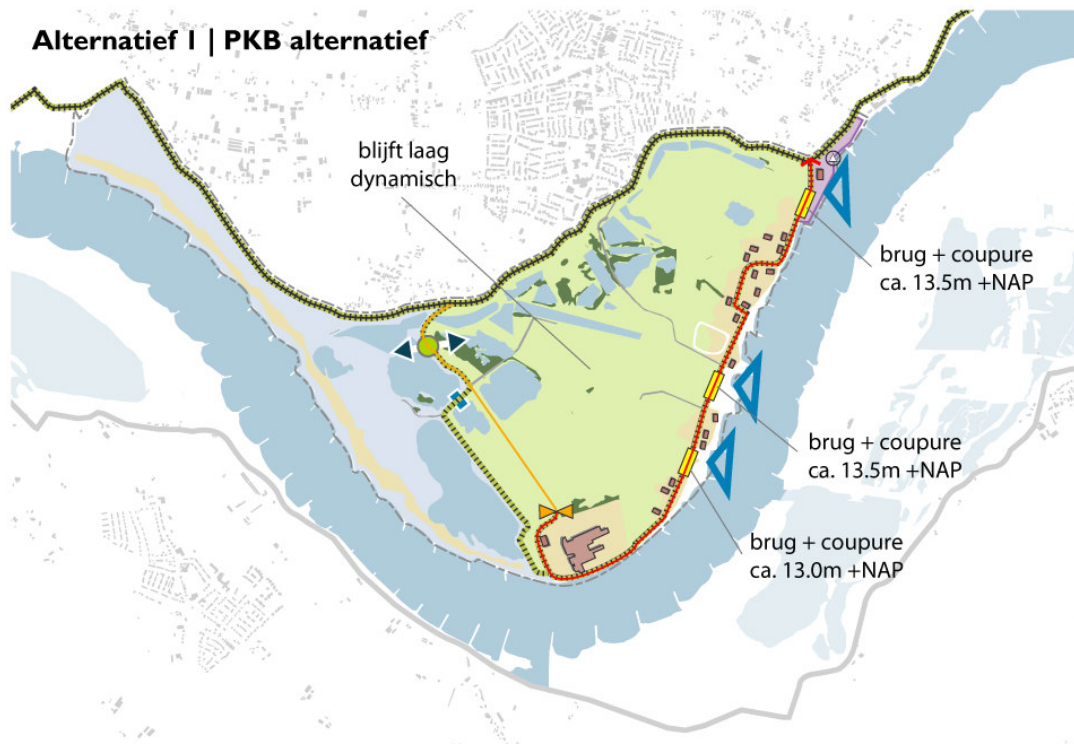 Alternatief I | PKB alternatief
blijft laag
dynamisch
brug + coupure
ca. 13.5m +NAP
brug + coupure
ca. 13.5m +NAP
brug + coupure
ca. 13.0m +NAP